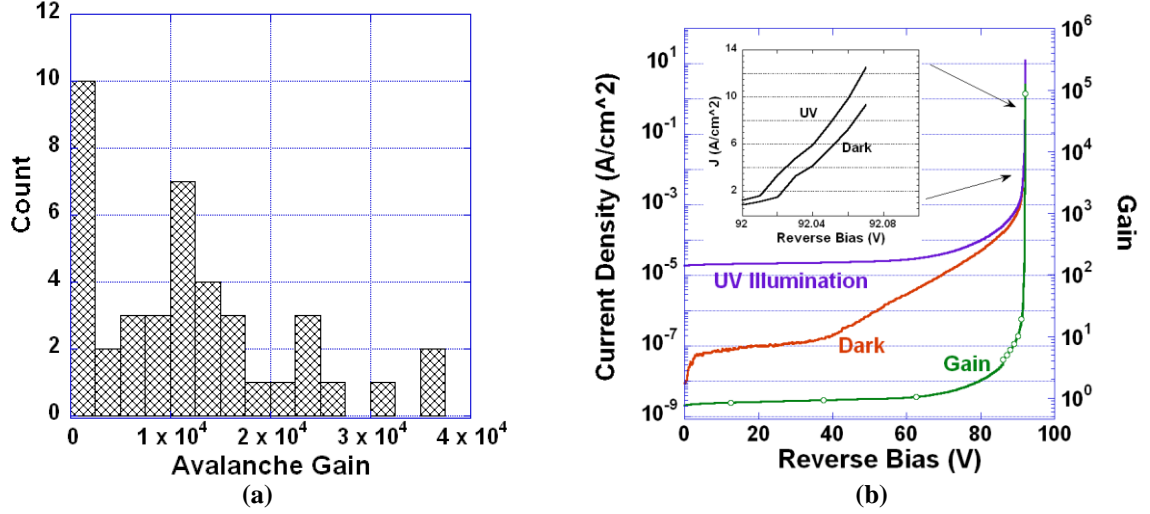 12
10
8
6
4
2
0
Count
0
1 x 10^4
2 x 10^4
3 x 10^4
4 x 10^4
Avalanche Gain
(a)
10^1
10^-1
10^-3
10^-5
10^-7
10^-9
Current Density (A/cm^2)
14
10
8
6
4
2
J (A/cm^2)
UV
Dark
92
92.04
92.08
Reverse Bias (V)
UV Illumination
Dark
Gain
10^6
10^5
10^4
10^3
10^2
10^1
10^0
Gain
0
20
40
60
80
100
Reverse Bias (V)
(b)